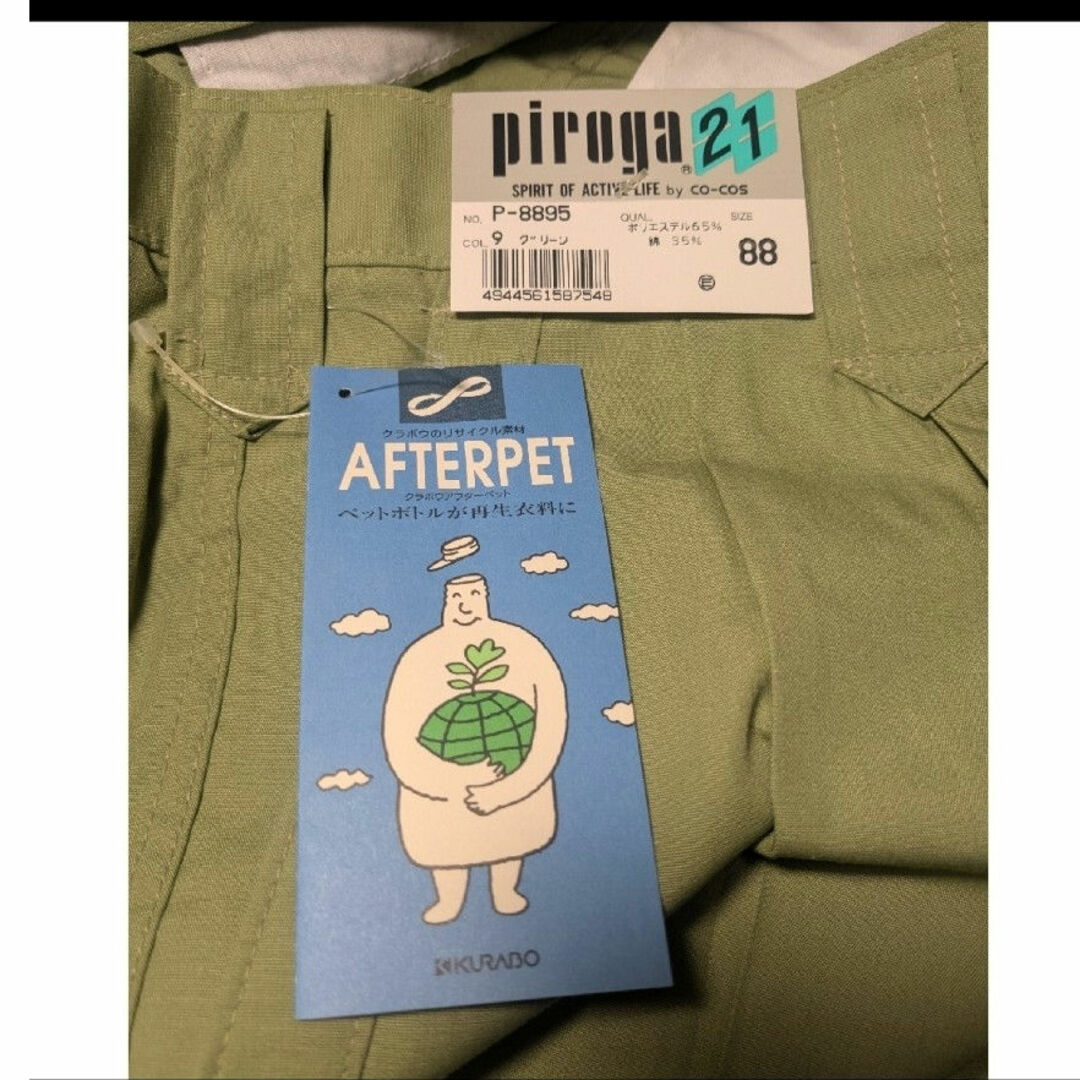 piroga® 21
SPIRIT OF ACTIVE LIFE by CO-COS
NO. P-8895
QUAL. ポリエステル65%
綿 35%
SIZE 88
COL. 9 グリーン
4944561587548
クラボウのリサイクル素材
AFTERPET
クラボウアフターペット
ペットボトルが再生衣料に
KURABO